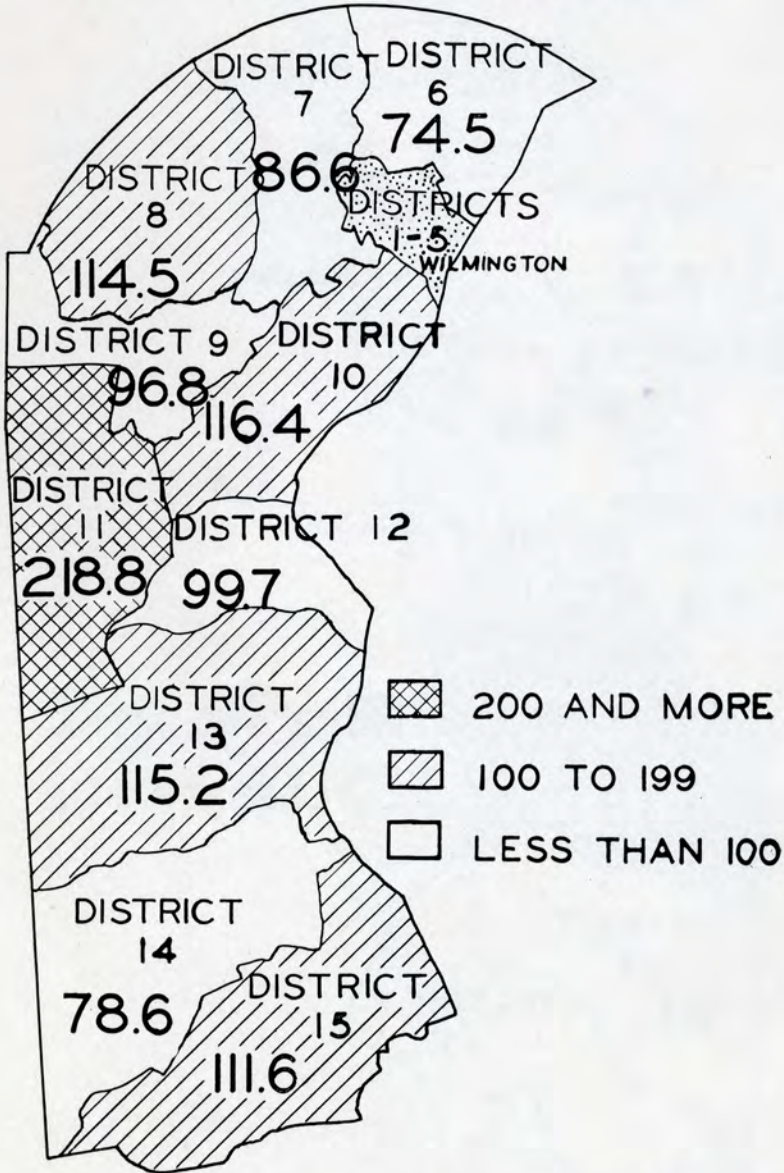 DISTRICT
7
86.6
DISTRICT
6
74.5
DISTRICT
8
114.5
DISTRICTS
1-5
WILMINGTON
DISTRICT 9
96.8
DISTRICT
10
116.4
DISTRICT
11
218.8
DISTRICT 12
99.7
DISTRICT
13
115.2
200 AND MORE
100 TO 199
LESS THAN 100
DISTRICT
14
78.6
DISTRICT
15
111.6